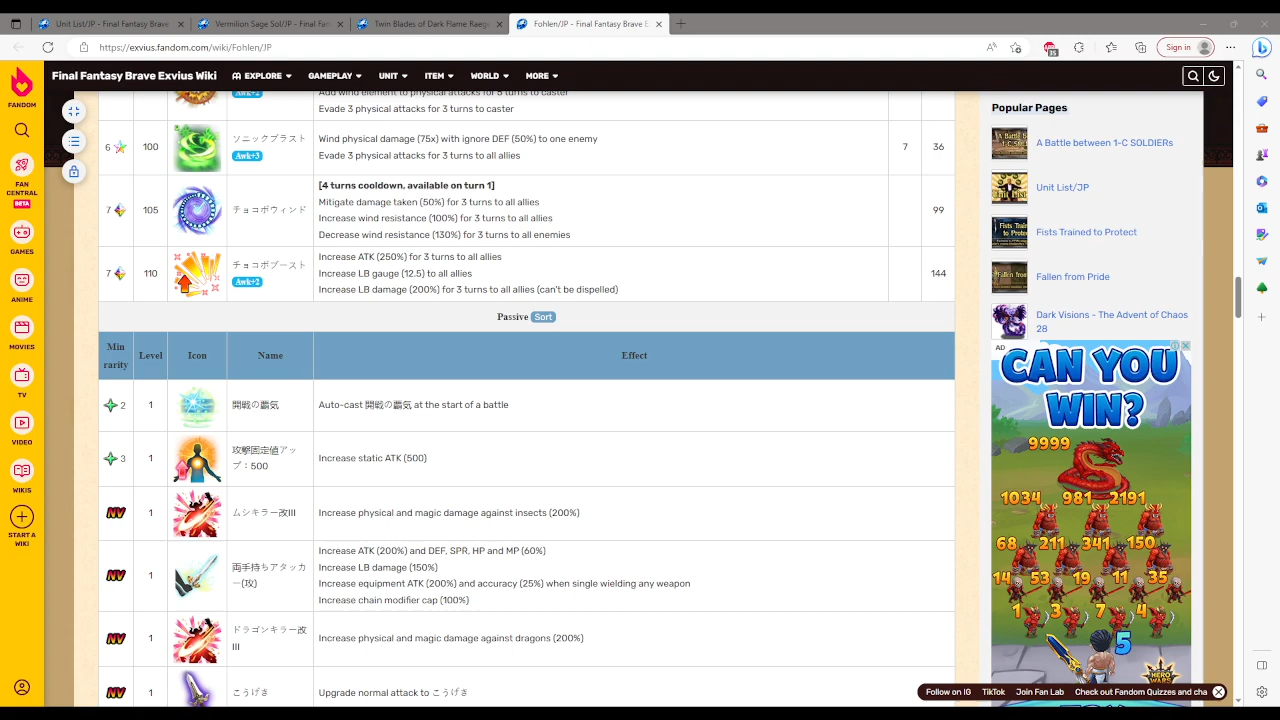 Unit List/JP - Final Fantasy Brave
Vermilion Sage Sol/JP - Final Fan
Twin Blades of Dark Flame Raege
Fohlen/JP - Final Fantasy Brave E
https://exvius.fandom.com/wiki/Fohlen/JP
35
Sign in
Final Fantasy Brave Exvius Wiki
EXPLORE
GAMEPLAY
UNIT
ITEM
WORLD
MORE
FANDOM
FAN CENTRAL
BETA
GAMES
ANIME
MOVIES
TV
VIDEO
WIKIS
START A WIKI
Awk+2
Add wind element to physical attacks for 5 turns to caster
Evade 3 physical attacks for 3 turns to caster
6 100 ソニックブラスト Awk+3
Wind physical damage (75x) with ignore DEF (50%) to one enemy
Evade 3 physical attacks for 3 turns to all allies
7 36
7 105 チョコボウィンド
[4 turns cooldown, available on turn 1]
Mitigate damage taken (50%) for 3 turns to all allies
Increase wind resistance (100%) for 3 turns to all allies
Decrease wind resistance (130%) for 3 turns to all enemies
99
7 110 チョコボブースト Awk+2
Increase ATK (250%) for 3 turns to all allies
Increase LB gauge (12.5) to all allies
Increase LB damage (200%) for 3 turns to all allies (can't be dispelled)
144
Passive Sort
Min rarity Level Icon Name Effect
2 1 開戦の覇気 Auto-cast 開戦の覇気 at the start of a battle
3 1 攻撃固定値アップ：500 Increase static ATK (500)
NV 1 ムシキラー改III Increase physical and magic damage against insects (200%)
NV 1 両手持ちアタッカー(攻)
Increase ATK (200%) and DEF, SPR, HP and MP (60%)
Increase LB damage (150%)
Increase equipment ATK (200%) and accuracy (25%) when single wielding any weapon
Increase chain modifier cap (100%)
NV 1 ドラゴンキラー改III Increase physical and magic damage against dragons (200%)
NV 1 こうげき Upgrade normal attack to こうげき
Popular Pages
A Battle between 1-C SOLDIERs
Unit List/JP
Fists Trained to Protect
Fallen from Pride
Dark Visions - The Advent of Chaos
28
AD
CAN YOU
WIN?
9999
1034 981 2191
68 211 341 150
14 53 19 11 35
1 3 7 4
5
HERO
WARS
Follow on IG TikTok Join Fan Lab Check out Fandom Quizzes and cha